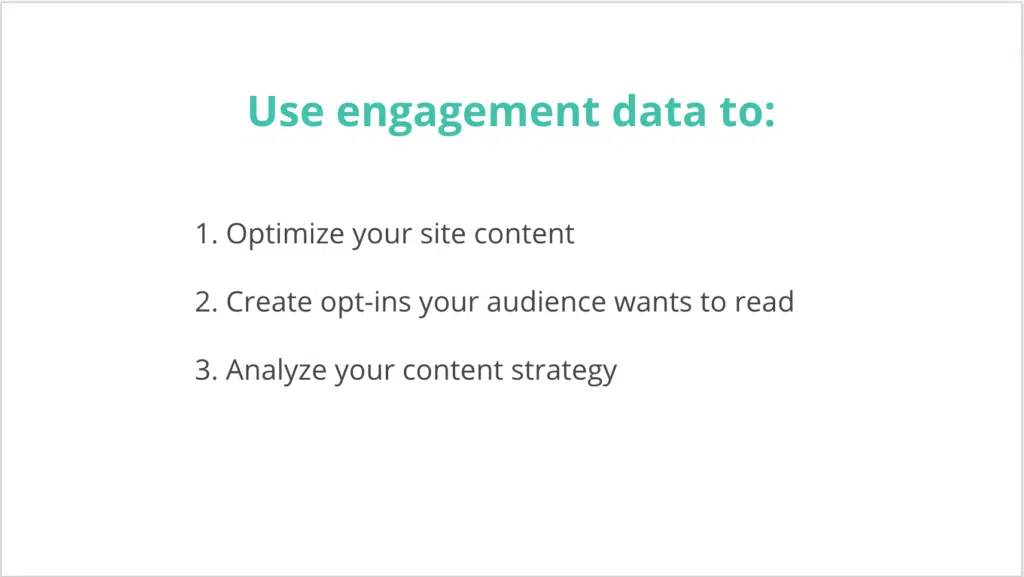 Use engagement data to:
1. Optimize your site content
2. Create opt-ins your audience wants to read
3. Analyze your content strategy